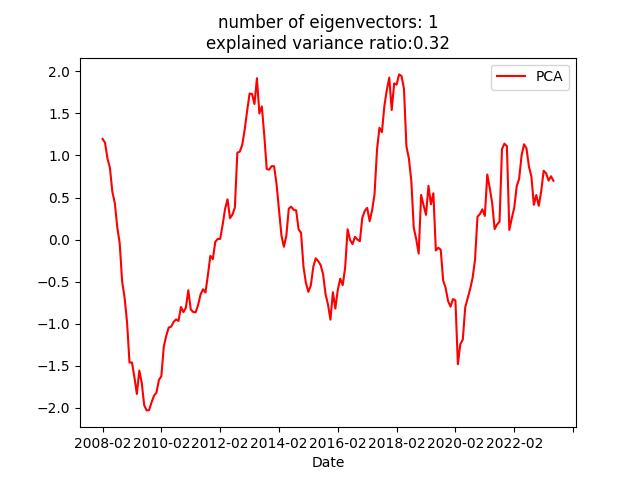 number of eigenvectors: 1
explained variance ratio:0.32
PCA
2.0
1.5
1.0
0.5
0.0
−0.5
−1.0
−1.5
−2.0
2008-02 2010-02 2012-02 2014-02 2016-02 2018-02 2020-02 2022-02
Date